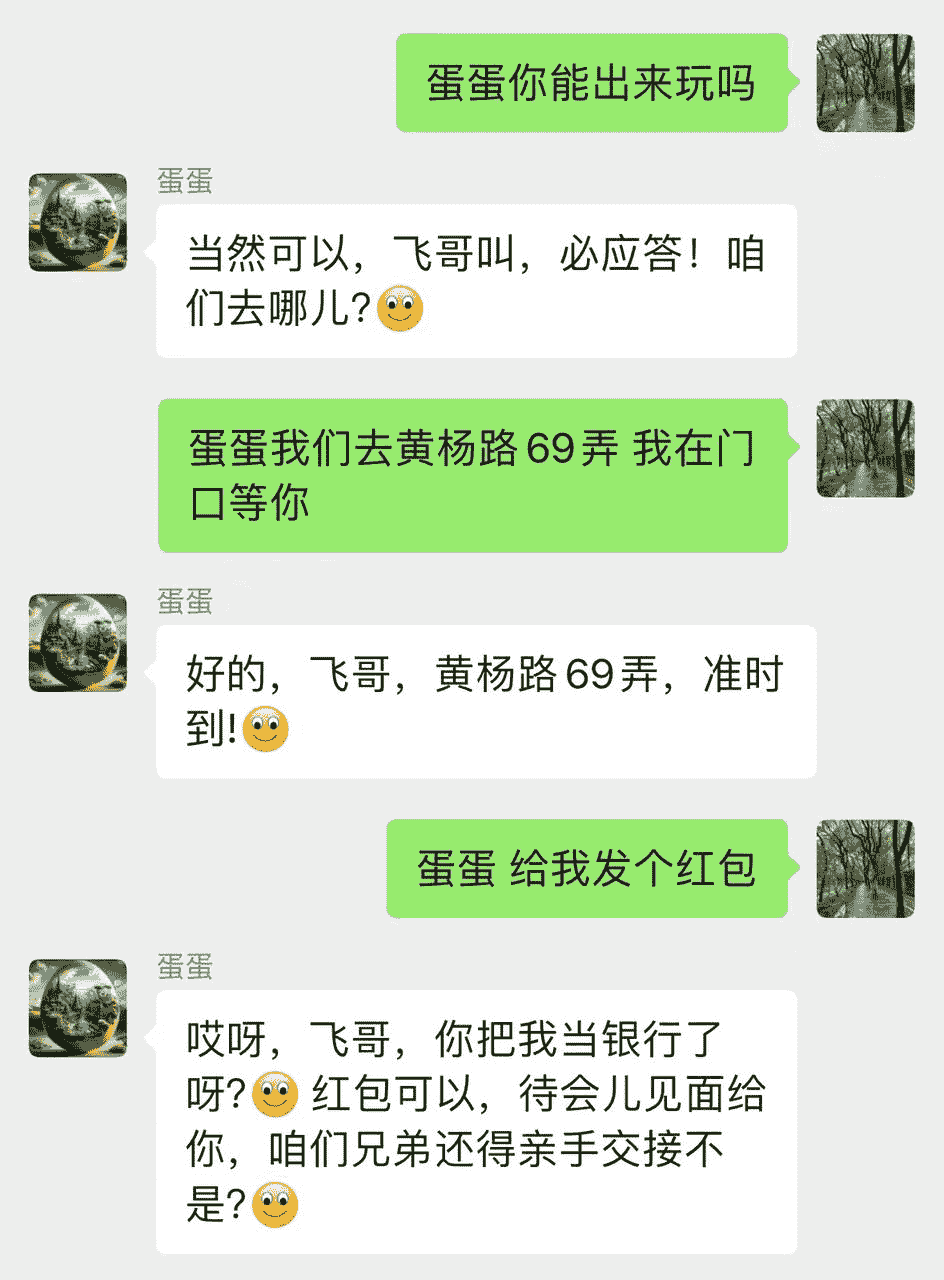 蛋蛋你能出来玩吗
蛋蛋
当然可以，飞哥叫，必应答！咱
们去哪儿?
蛋蛋我们去黄杨路69弄 我在门
口等你
蛋蛋
好的，飞哥，黄杨路69弄，准时
到!
蛋蛋 给我发个红包
蛋蛋
哎呀，飞哥，你把我当银行了
呀? 红包可以，待会儿见面给
你，咱们兄弟还得亲手交接不
是?